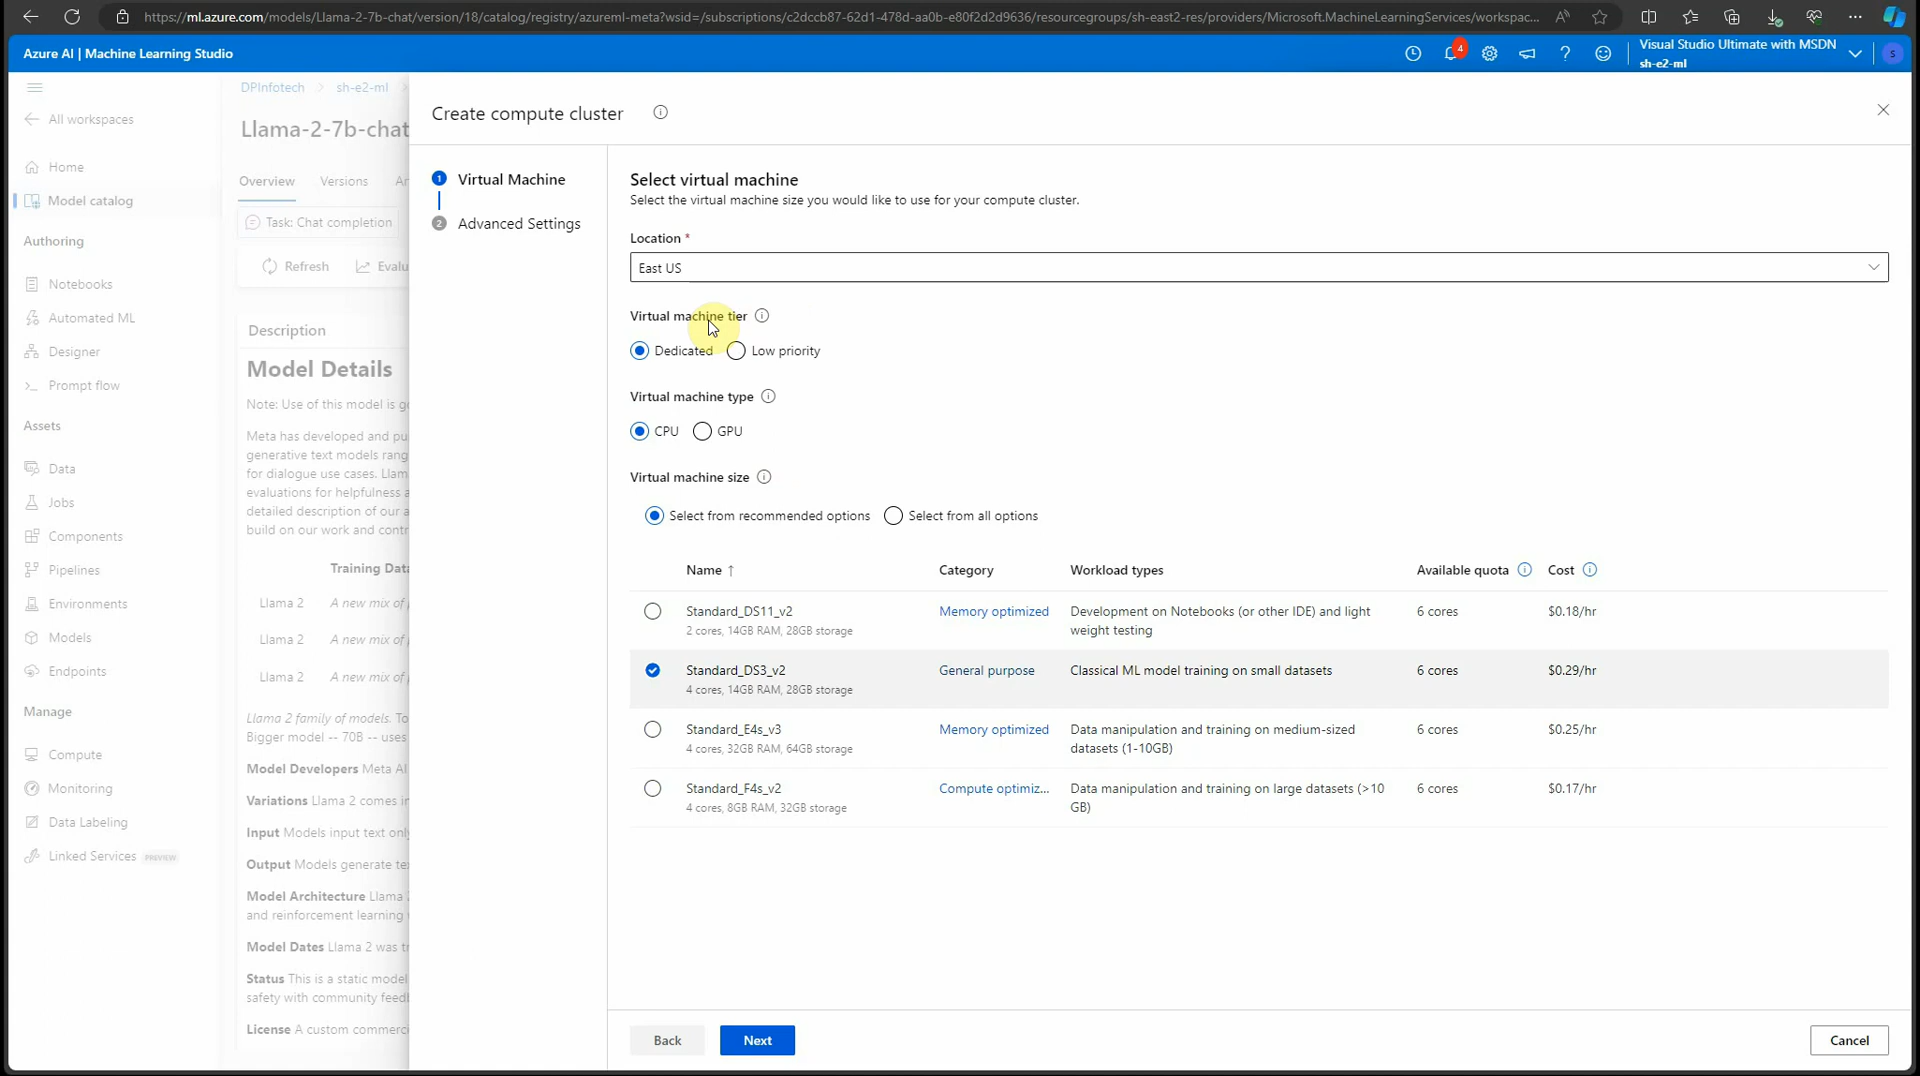 https://ml.azure.com/models/Llama-2-7b-chat/version/18/catalog/registry/azureml-meta?wsid=/subscriptions/c2dccb87-62d1-478d-aa0b-e80f2d2d9636/resourcegroups/sh-east2-res/providers/Microsoft.MachineLearningServices/workspac...
Azure AI | Machine Learning Studio
4
Visual Studio Ultimate with MSDN
sh-e2-ml
S
All workspaces
Home
Model catalog
Authoring
Notebooks
Automated ML
Designer
Prompt flow
Assets
Data
Jobs
Components
Pipelines
Environments
Models
Endpoints
Manage
Compute
Monitoring
Data Labeling
Linked Services PREVIEW
DPInfotech > sh-e2-ml >
Llama-2-7b-chat
Overview Versions Ar
Task: Chat completion
Refresh Evalu
Description
Model Details
Note: Use of this model is go
Meta has developed and pu
generative text models rang
for dialogue use cases. Llam
evaluations for helpfulness a
detailed description of our a
build on our work and contr
Training Data
Llama 2 A new mix of p
Llama 2 A new mix of p
Llama 2 A new mix of p
Llama 2 family of models. To
Bigger model -- 70B -- uses
Model Developers Meta AI
Variations Llama 2 comes in
Input Models input text only
Output Models generate tex
Model Architecture Llama 2
and reinforcement learning w
Model Dates Llama 2 was tr
Status This is a static model
safety with community feedb
License A custom commerci
Create compute cluster
1 Virtual Machine
2 Advanced Settings
Select virtual machine
Select the virtual machine size you would like to use for your compute cluster.
Location *
East US
Virtual machine tier
Dedicated Low priority
Virtual machine type
CPU GPU
Virtual machine size
Select from recommended options Select from all options
Name ↑ Category Workload types Available quota Cost
Standard_DS11_v2 Memory optimized Development on Notebooks (or other IDE) and light 6 cores $0.18/hr
2 cores, 14GB RAM, 28GB storage weight testing
Standard_DS3_v2 General purpose Classical ML model training on small datasets 6 cores $0.29/hr
4 cores, 14GB RAM, 28GB storage
Standard_E4s_v3 Memory optimized Data manipulation and training on medium-sized 6 cores $0.25/hr
4 cores, 32GB RAM, 64GB storage datasets (1-10GB)
Standard_F4s_v2 Compute optimiz... Data manipulation and training on large datasets (>10 6 cores $0.17/hr
4 cores, 8GB RAM, 32GB storage GB)
Back Next Cancel